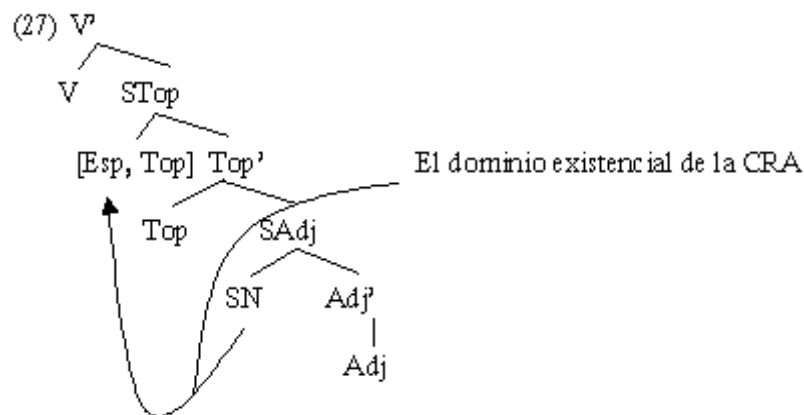 (27) V'
V STop
[Esp, Top] Top' El dominio existencial de la CRA
Top SAdj
SN Adj'
Adj